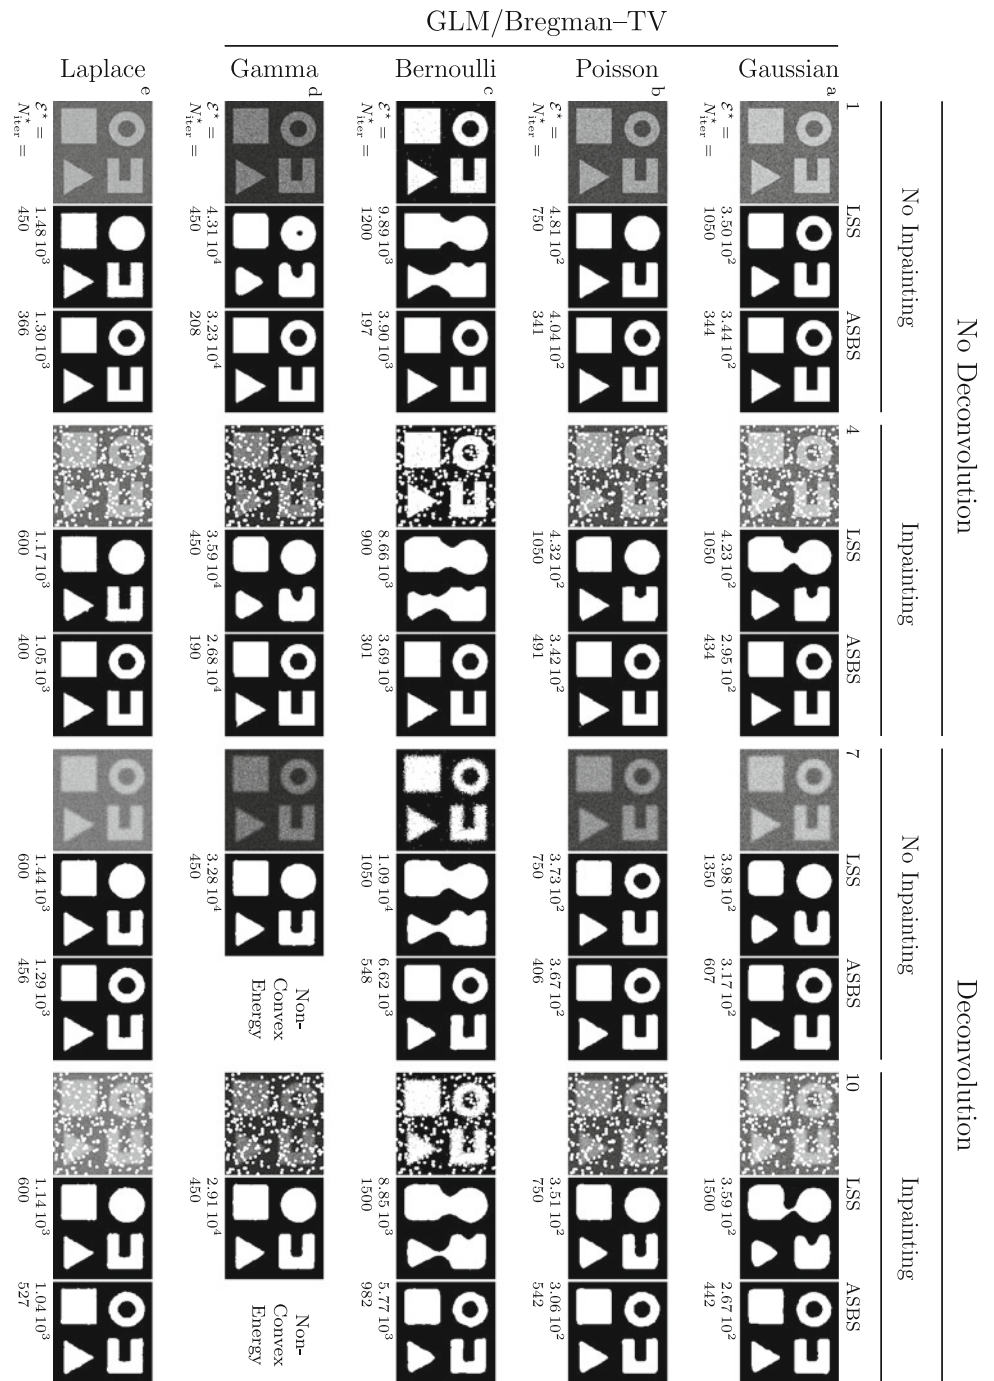 No Deconvolution Deconvolution
No Inpainting Inpainting No Inpainting Inpainting
1 LSS ASBS 4 LSS ASBS 7 LSS ASBS 10 LSS ASBS
GLM/Bregman–TV
Gaussian a
3.50 10² 3.44 10² 4.23 10² 2.95 10² 3.98 10² 3.17 10² 3.59 10² 2.67 10²
1050 344 1050 434 1350 607 1500 442
Poisson b
ℰ* = 4.81 10² 4.04 10² 4.32 10² 3.42 10² 3.73 10² 3.67 10² 3.51 10² 3.06 10²
N*iter = 750 341 1050 491 750 406 750 542
Bernoulli c
ℰ* = 9.89 10³ 3.90 10³ 8.66 10³ 3.69 10³ 1.09 10⁴ 6.62 10³ 8.85 10³ 5.77 10³
N*iter = 1200 197 900 301 1050 548 1500 982
Gamma d
Non- Non-
Convex Convex
Energy Energy
ℰ* = 4.31 10⁴ 3.23 10⁴ 3.59 10⁴ 2.68 10⁴ 3.28 10⁴ 2.91 10⁴
N*iter = 450 208 450 190 450 450
Laplace e
ℰ* = 1.48 10³ 1.30 10³ 1.17 10³ 1.05 10³ 1.44 10³ 1.29 10³ 1.14 10³ 1.04 10³
N*iter = 450 366 600 400 600 456 600 527